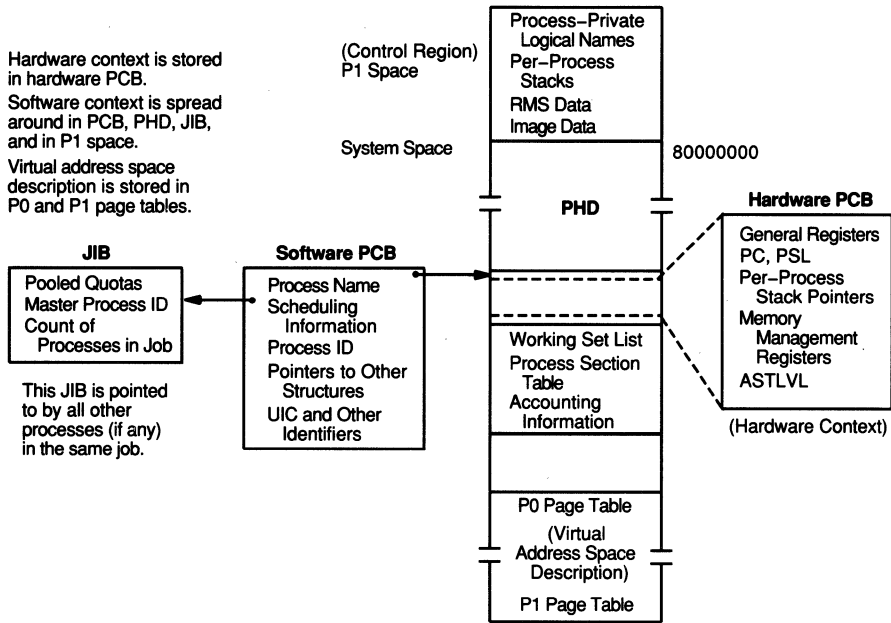 Hardware context is stored
in hardware PCB.
Software context is spread
around in PCB, PHD, JIB,
and in P1 space.
Virtual address space
description is stored in
P0 and P1 page tables.
(Control Region)
P1 Space
System Space
Process–Private
Logical Names
Per–Process
Stacks
RMS Data
Image Data
80000000
PHD
JIB
Pooled Quotas
Master Process ID
Count of
Processes in Job
This JIB is pointed
to by all other
processes (if any)
in the same job.
Software PCB
Process Name
Scheduling
Information
Process ID
Pointers to Other
Structures
UIC and Other
Identifiers
Working Set List
Process Section
Table
Accounting
Information
P0 Page Table
(Virtual
Address Space
Description)
P1 Page Table
Hardware PCB
General Registers
PC, PSL
Per–Process
Stack Pointers
Memory
Management
Registers
ASTLVL
(Hardware Context)